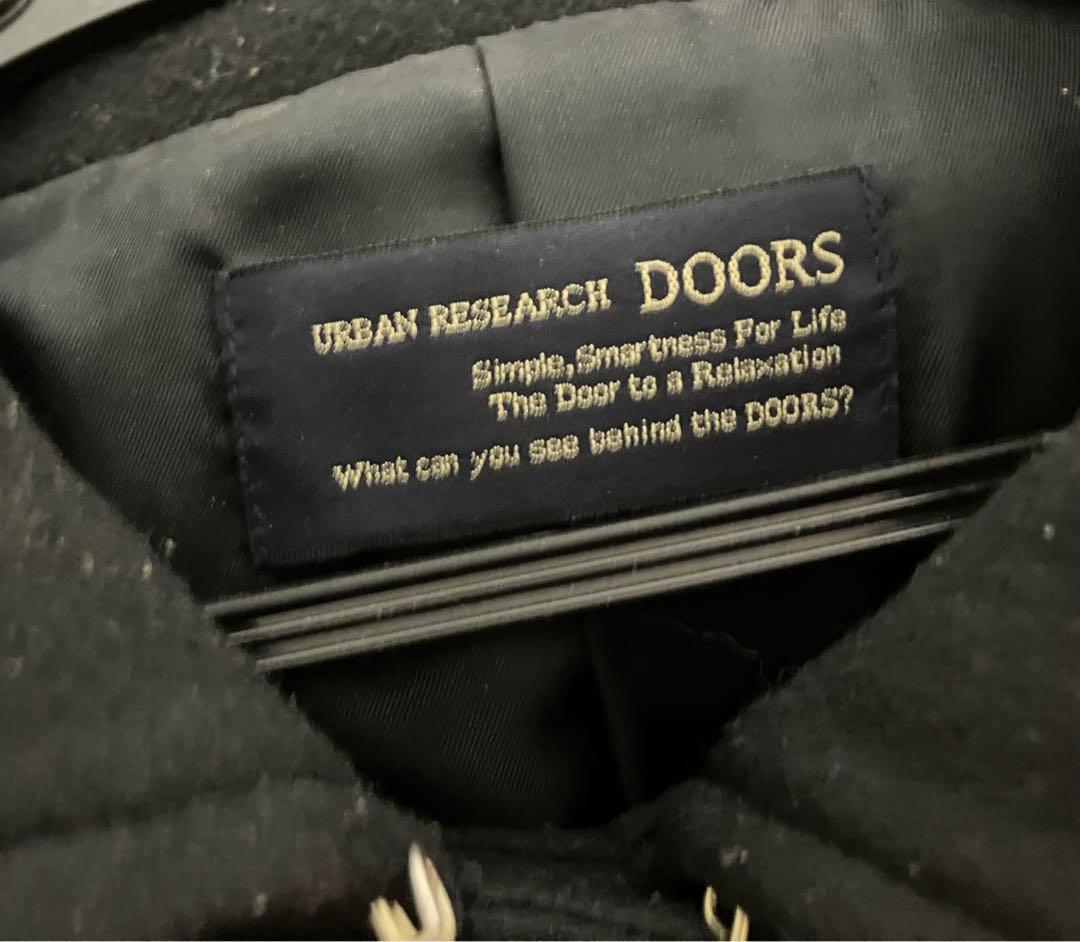 URBAN RESEARCH DOORS
Simple,Smartness For Life
The Door to a Relaxation
What can you see behind the DOORS?